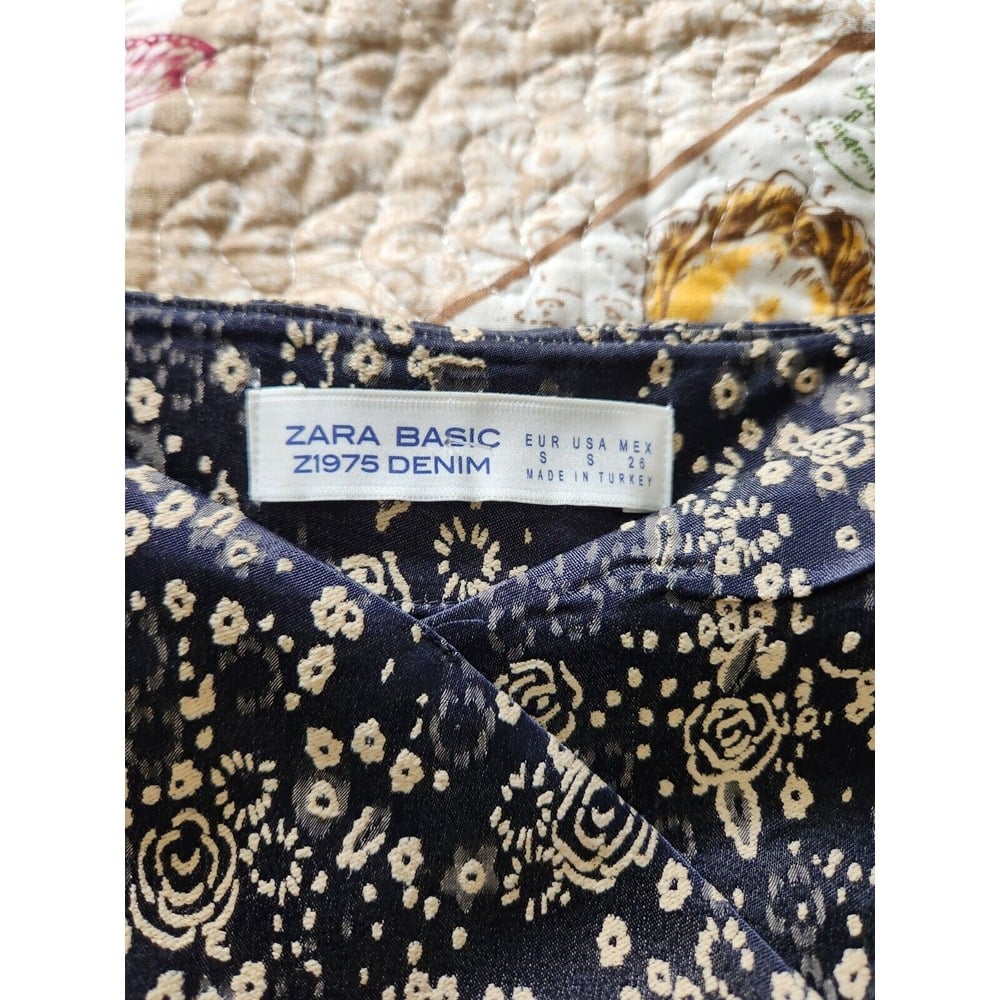 ZARA BASIC
Z1975 DENIM
EUR USA MEX
S S 26
MADE IN TURKEY